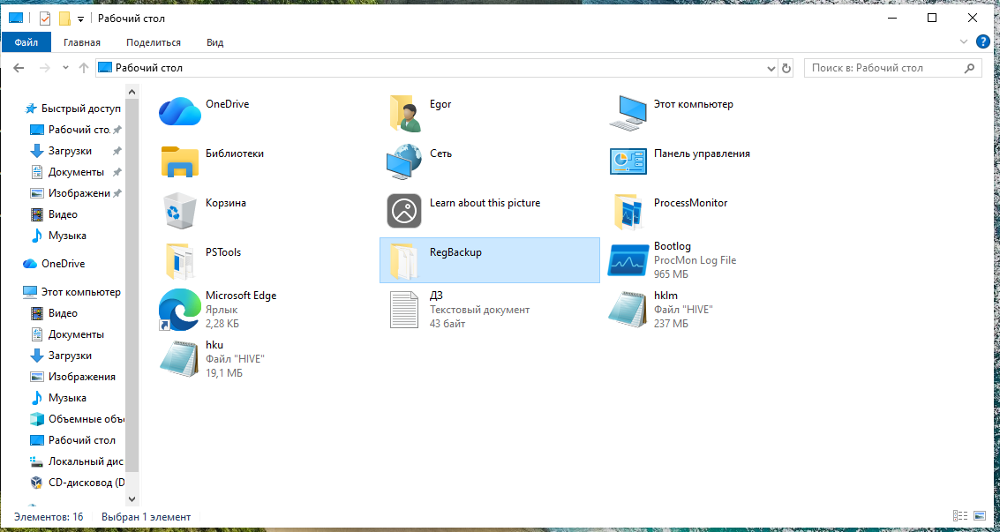 Рабочий стол
Файл
Главная
Поделиться
Вид
?
Рабочий стол
Поиск в: Рабочий стол
Быстрый доступ
Рабочий сто.
Загрузки
Документы
Изображени
Видео
Музыка
OneDrive
Этот компьютер
Видео
Документы
Загрузки
Изображения
Музыка
Объемные объ
Рабочий стол
Локальный дис
CD-дисковод (D
OneDrive
Egor
Этот компьютер
Библиотеки
Сеть
Панель управления
Корзина
Learn about this picture
ProcessMonitor
PSTools
RegBackup
Bootlog
ProcMon Log File
965 МБ
Microsoft Edge
Ярлык
2,28 КБ
ДЗ
Текстовый документ
43 байт
hklm
Файл "HIVE"
237 МБ
hku
Файл "HIVE"
19,1 МБ
Элементов: 16
Выбран 1 элемент